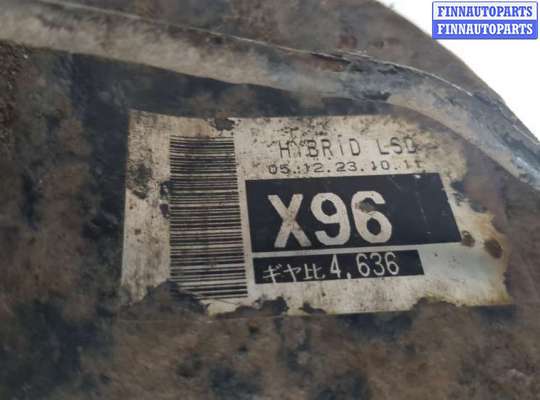 FINNAUTOPARTS
FINNAUTOPARTS
HYBRID LSD
05.12.23.10.11
X96
ギヤ比 4,636